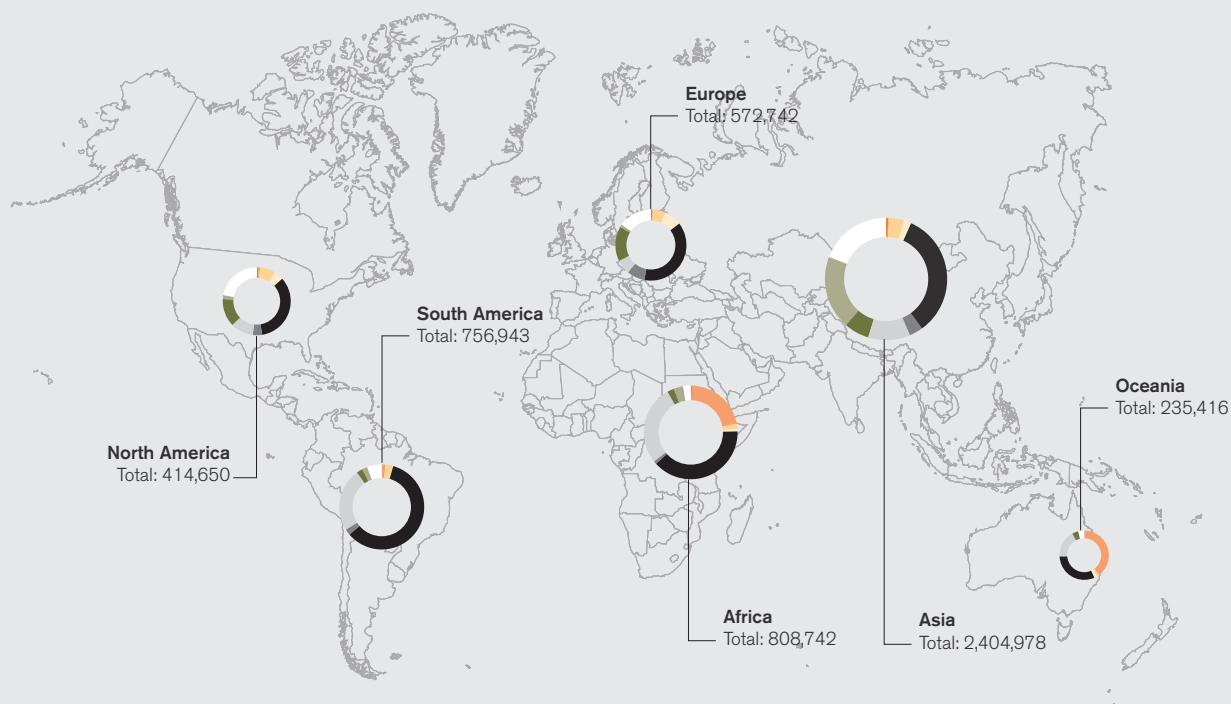 Europe
Total: 572,742
South America
Total: 756,943
Oceania
Total: 235,416
North America
Total: 414,650
Africa
Total: 808,742
Asia
Total: 2,404,978